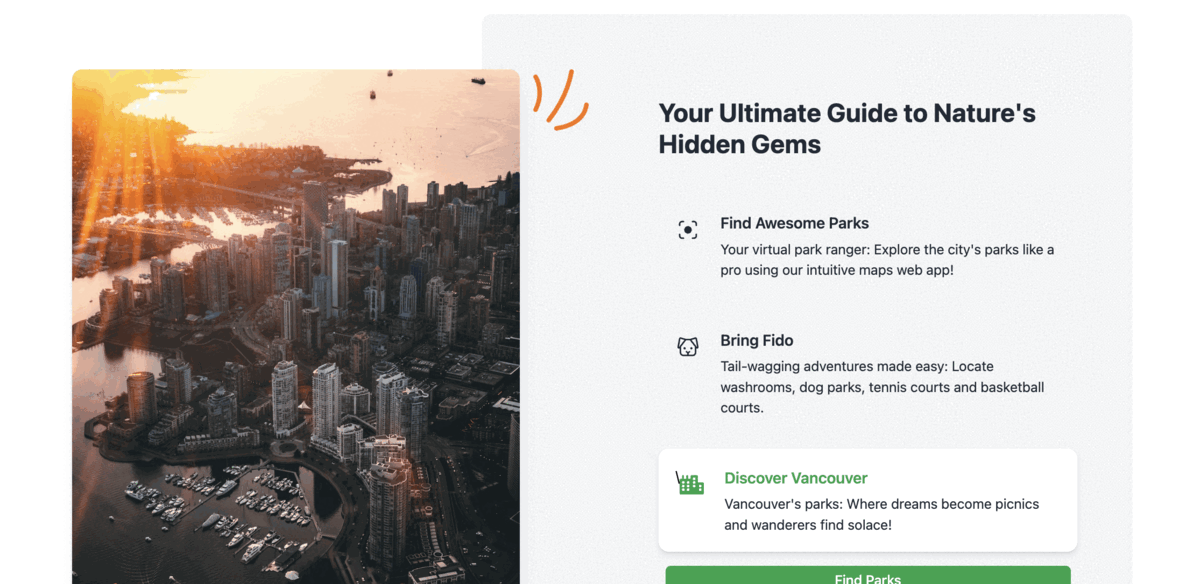 Your Ultimate Guide to Nature's
Hidden Gems
Find Awesome Parks
Your virtual park ranger: Explore the city's parks like a
pro using our intuitive maps web app!
Bring Fido
Tail-wagging adventures made easy: Locate
washrooms, dog parks, tennis courts and basketball
courts.
Discover Vancouver
Vancouver's parks: Where dreams become picnics
and wanderers find solace!
Find Parks